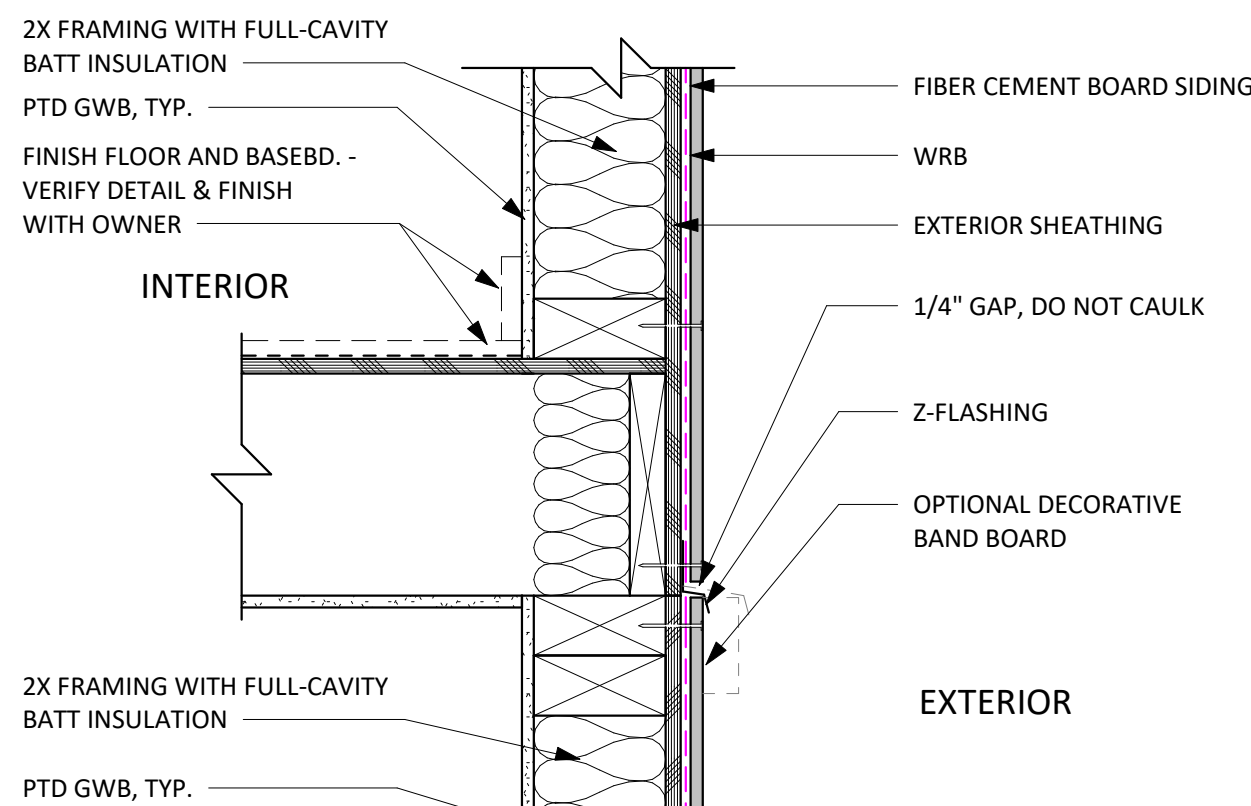 2X FRAMING WITH FULL-CAVITY
BATT INSULATION
PTD GWB, TYP.
FINISH FLOOR AND BASEBD. -
VERIFY DETAIL & FINISH
WITH OWNER
INTERIOR
2X FRAMING WITH FULL-CAVITY
BATT INSULATION
PTD GWB, TYP.
FIBER CEMENT BOARD SIDING
WRB
EXTERIOR SHEATHING
1/4" GAP, DO NOT CAULK
Z-FLASHING
OPTIONAL DECORATIVE
BAND BOARD
EXTERIOR